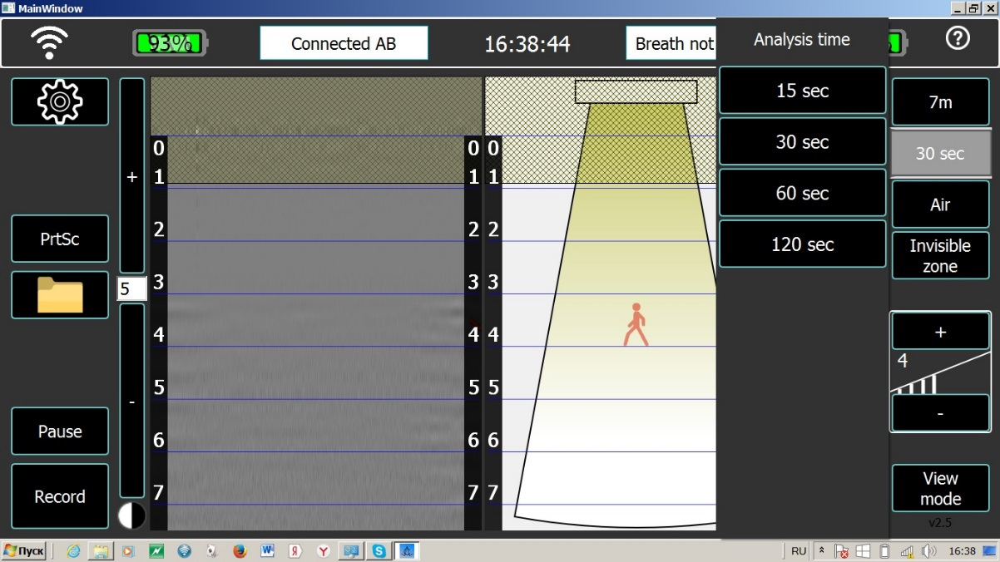 MainWindow
93%
Connected AB
16:38:44
Breath not
Analysis time
15 sec
30 sec
60 sec
120 sec
7m
30 sec
Air
Invisible
zone
+
4
-
View
mode
v2.5
PrtSc
Pause
Record
+
5
-
0 0 0
1 1 1
2 2 2
3 3 3
4 4 4
5 5 5
6 6 6
7 7 7
Пуск
RU
16:38